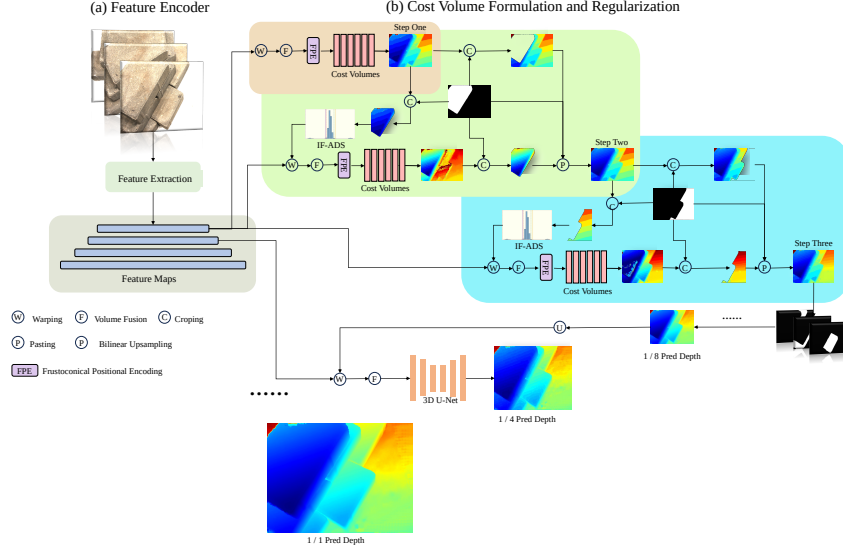 (a) Feature Encoder
(b) Cost Volume Formulation and Regularization
Step One
W
F
FPE
C
Cost Volumes
C
IF-ADS
Feature Extraction
W
F
FPE
Cost Volumes
C
P
Step Two
C
C
IF-ADS
Feature Maps
W
F
FPE
Cost Volumes
C
P
Step Three
W Warping
F Volume Fusion
C Croping
P Pasting
P Bilinear Upsampling
FPE Frustoconical Positional Encoding
U
......
1 / 8 Pred Depth
W
F
3D U-Net
......
1 / 4 Pred Depth
1 / 1 Pred Depth